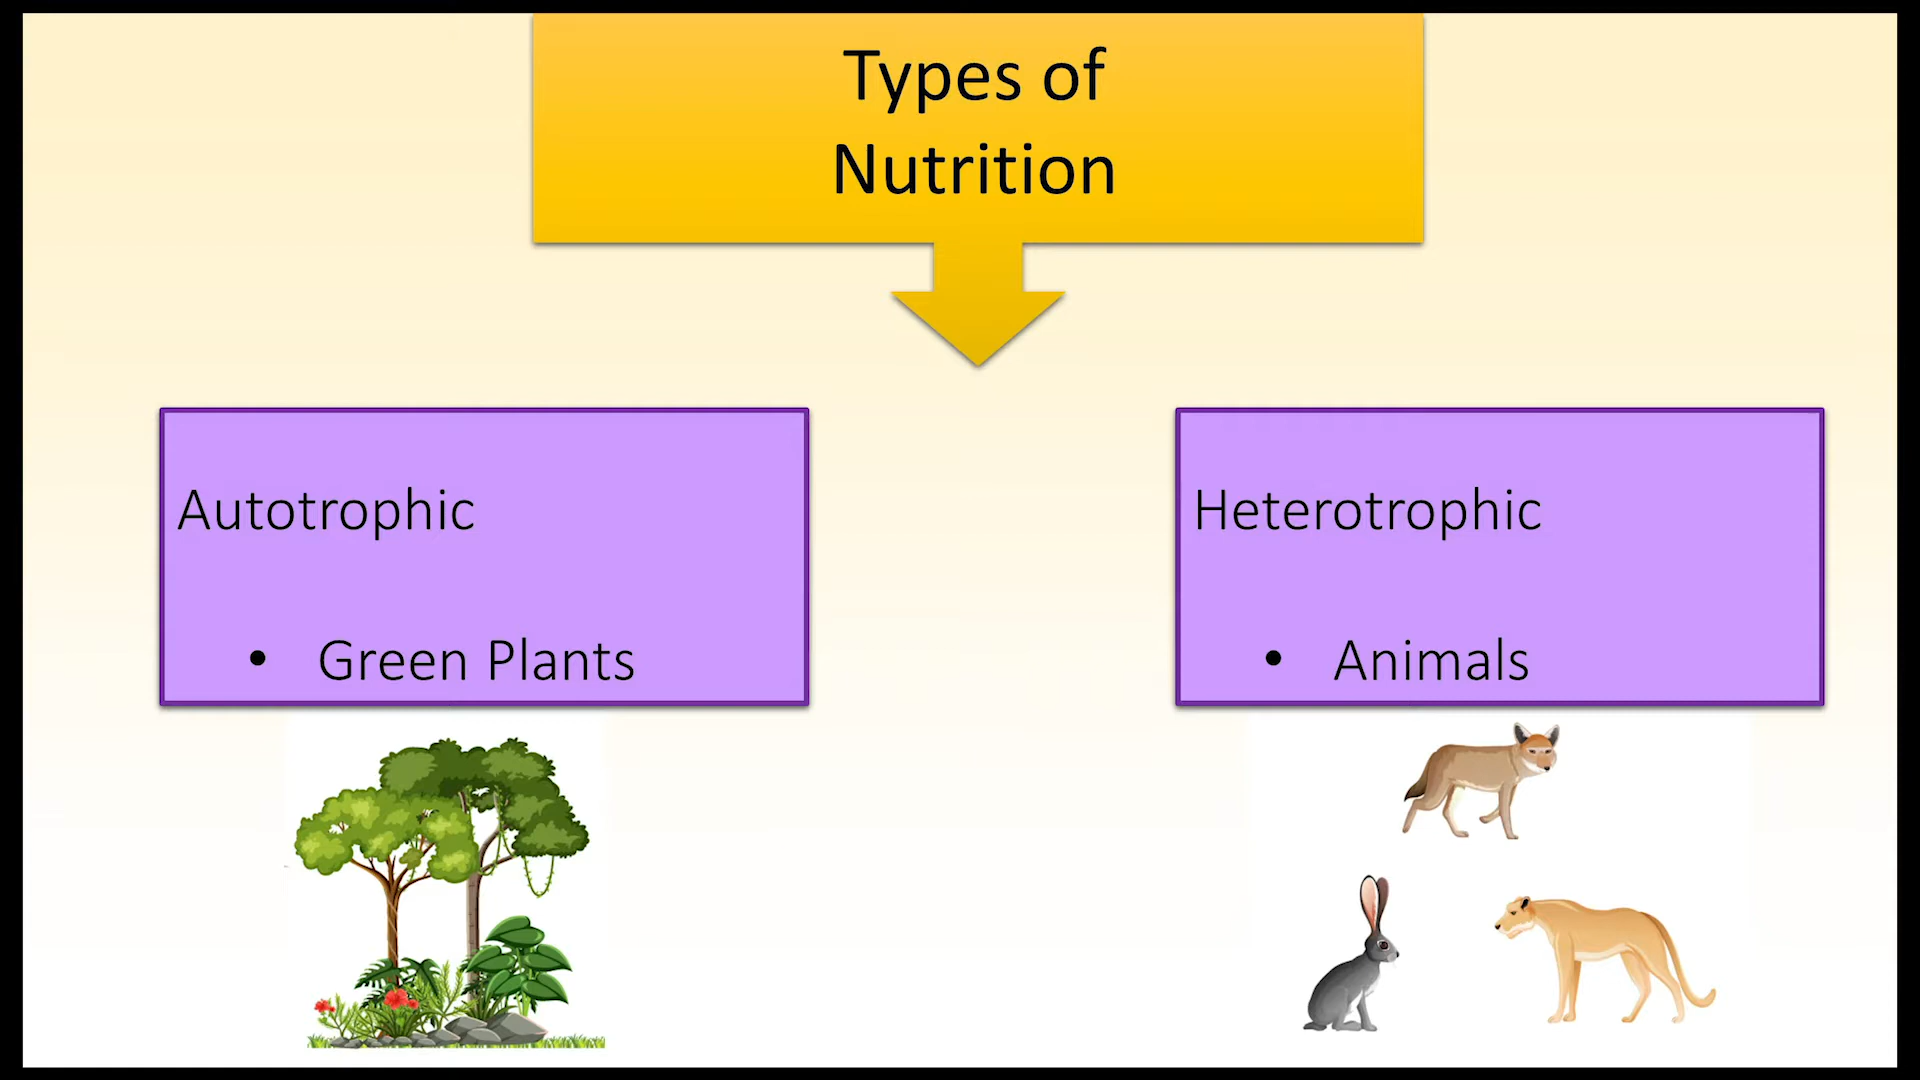 Types of
Nutrition
Autotrophic
• Green Plants
Heterotrophic
• Animals